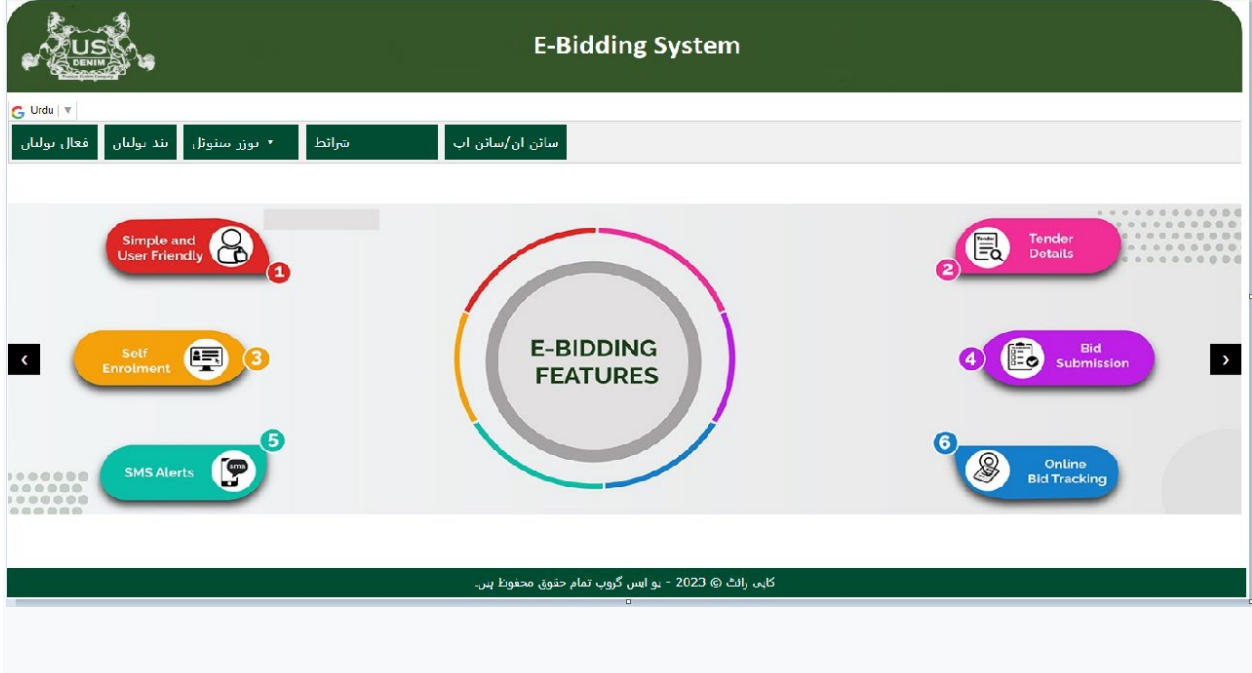 US
DENIM
E-Bidding System
Urdu
فعال بولیاں
بند بولیاں
یوزر مینوئل
شرائط
سائن ان/سائن اپ
Simple and
User Friendly
1
Tender
Tender
Details
2
E-BIDDING
FEATURES
Self
Enrolment
3
4
Bid
Submission
5
SMS Alerts
sms
6
Online
Bid Tracking
کاپی رائٹ © 2023 - یو ایس گروپ تمام حقوق محفوظ ہیں۔